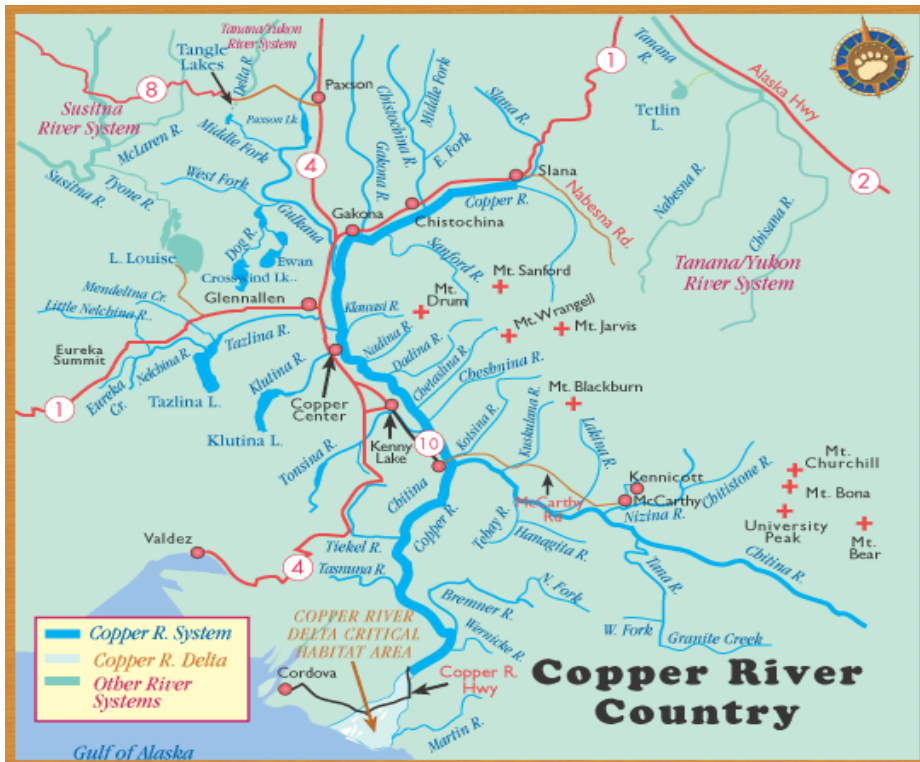 Tanana/Yukon
River System
Tangle
Lakes
Delta R.
8
Paxson
1
Tanana
R.
Alaska Hwy
Susitna
River System
Paxson Lk
McLaren R.
Middle Fork
Chistochina R.
Middle Fork
Slana R.
Tetlin
L.
4
E. Fork
Gakona R.
Tyone R.
Susitna R.
West Fork
Gulkana
Slana
2
Copper R.
Nabesna Rd.
Nabesna R.
Chisana R.
Gakona
Chistochina
Dog R.
Ewan
Crosswind Lk..
L. Louise
Sanford R.
Mt. Sanford
Tanana/Yukon
River System
Mendeltna Cr.
Glennallen
Klawasi R.
Mt.
Drum
Little Nelchina R..
Mt. Wrangell
Mt. Jarvis
Tazlina R.
Nadina R.
Dadina R.
Chetaslina R.
Cheshnina R.
Eureka
Summit
Nelchina R.
Eureka
Cr.
Klutina R.
1
Tazlina L.
Copper
Center
Mt. Blackburn
Klutina L.
Kenny
Lake
10
Kotsina R.
Kuskulana R.
Lakina R.
Tonsina R.
Chitina
Kennicott
McCarthy
McCarthy
Rd
Nizina R.
Chitistone R.
Mt.
Churchill
Mt. Bona
University
Peak
Mt.
Bear
Copper R.
Tebay R.
Hanagita R.
Valdez
4
Tiekel R.
Tasnuna R.
Tana R.
Chitina R.
N. Fork
Bremner R.
Wernicke R.
W. Fork
Granite Creek
COPPER RIVER
DELTA CRITICAL
HABITAT AREA
Copper R. System
Copper R. Delta
Other River
Systems
Cordova
Copper R.
Hwy
Copper River
Country
Martin R.
Gulf of Alaska